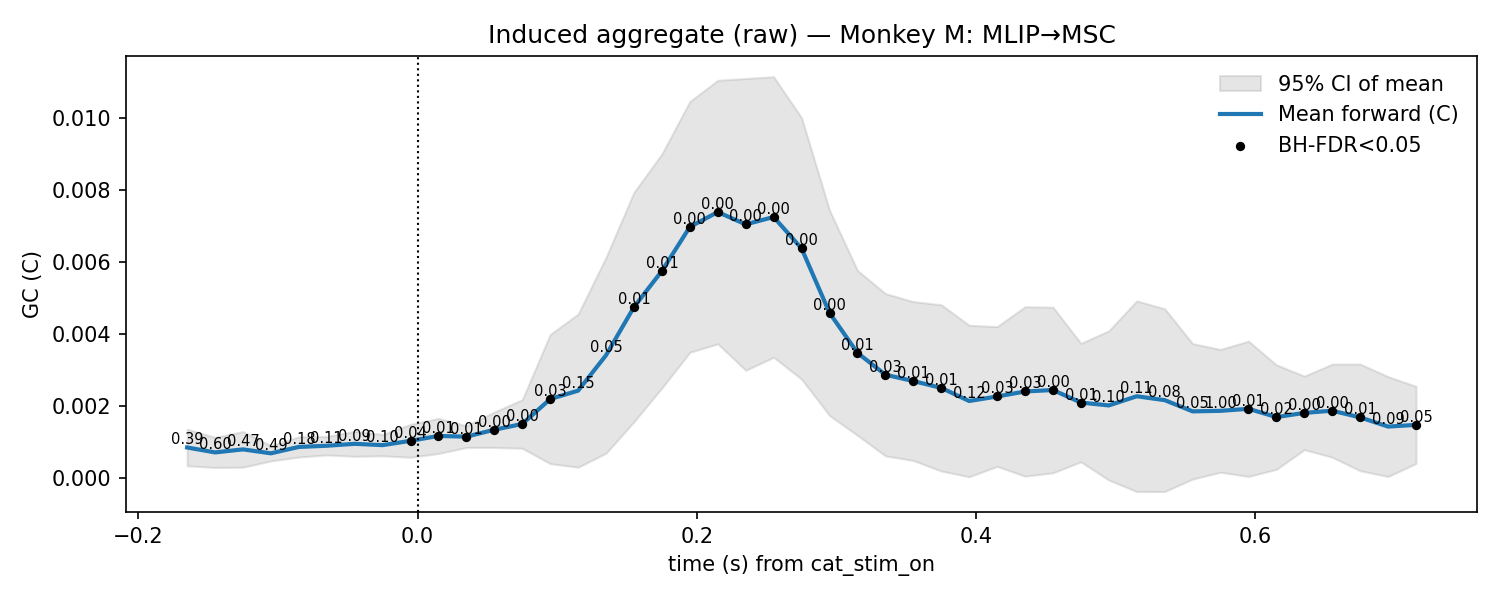 Induced aggregate (raw) — Monkey M: MLIP→MSC
95% CI of mean
Mean forward (C)
BH-FDR<0.05
GC (C)
0.010
0.008
0.006
0.004
0.002
0.000
0.39 0.60 0.47 0.49 0.18 0.11 0.09 0.10 0.04 0.01 0.01 0.00 0.00 0.03 0.15 0.05 0.01 0.01 0.00 0.00 0.00 0.00 0.00 0.00 0.01 0.03 0.01 0.01 0.12 0.03 0.03 0.00 0.01 0.10 0.11 0.08 0.05 1.00 0.01 0.02 0.00 0.00 0.01 0.09 0.05
−0.2 0.0 0.2 0.4 0.6
time (s) from cat_stim_on